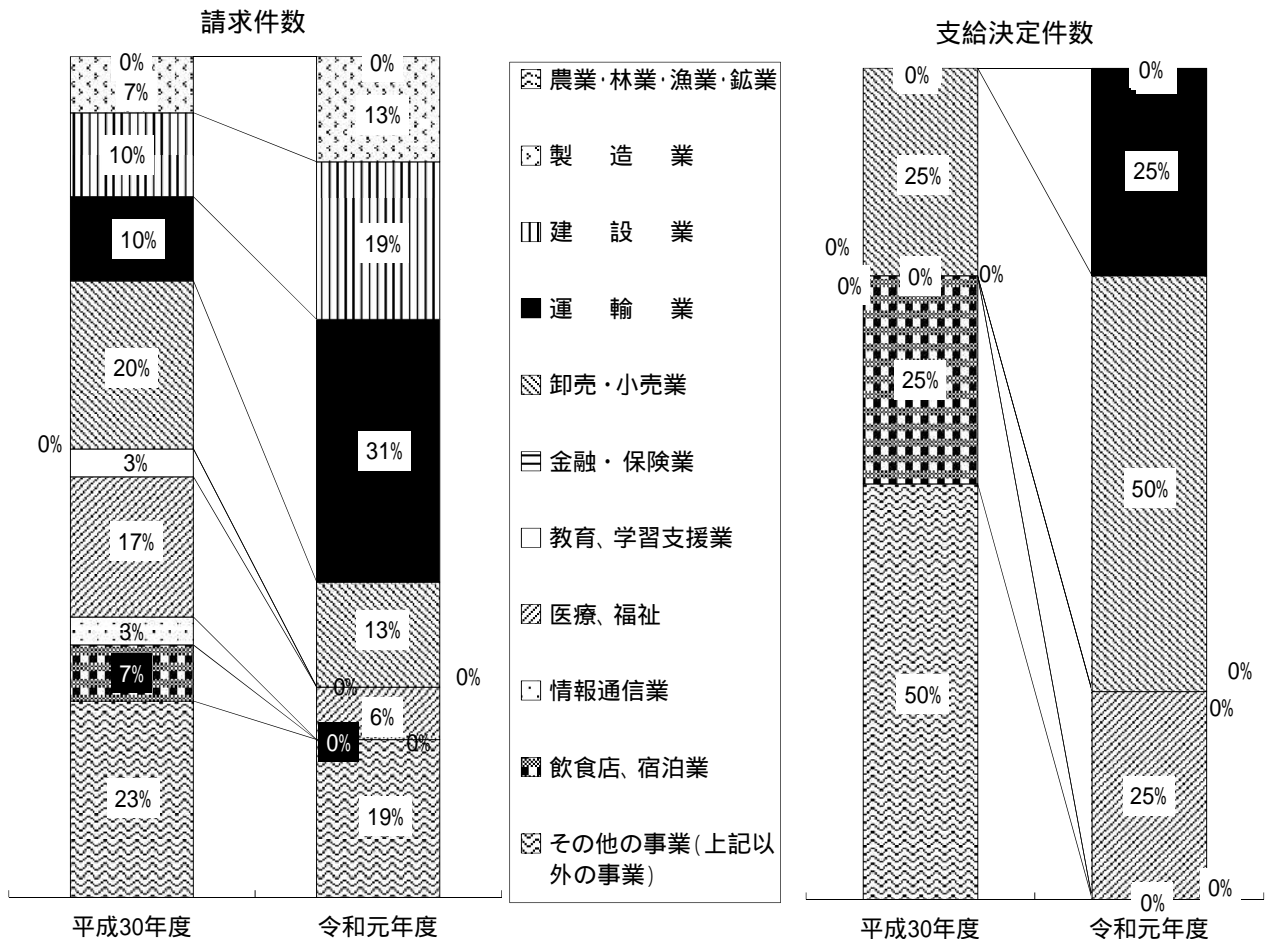 請求件数
0%
7%
10%
10%
20%
0%
3%
17%
3%
7%
23%
平成30年度
0%
13%
19%
31%
13%
0%
0%
6%
0%
0%
19%
令和元年度
農業・林業・漁業・鉱業
製 造 業
建 設 業
運 輸 業
卸売・小売業
金融・保険業
教育、学習支援業
医療、福祉
情報通信業
飲食店、宿泊業
その他の事業(上記以
外の事業)
支給決定件数
0%
25%
0%
0%
0%
0%
25%
50%
平成30年度
0%
25%
50%
0%
0%
25%
0%
0%
令和元年度